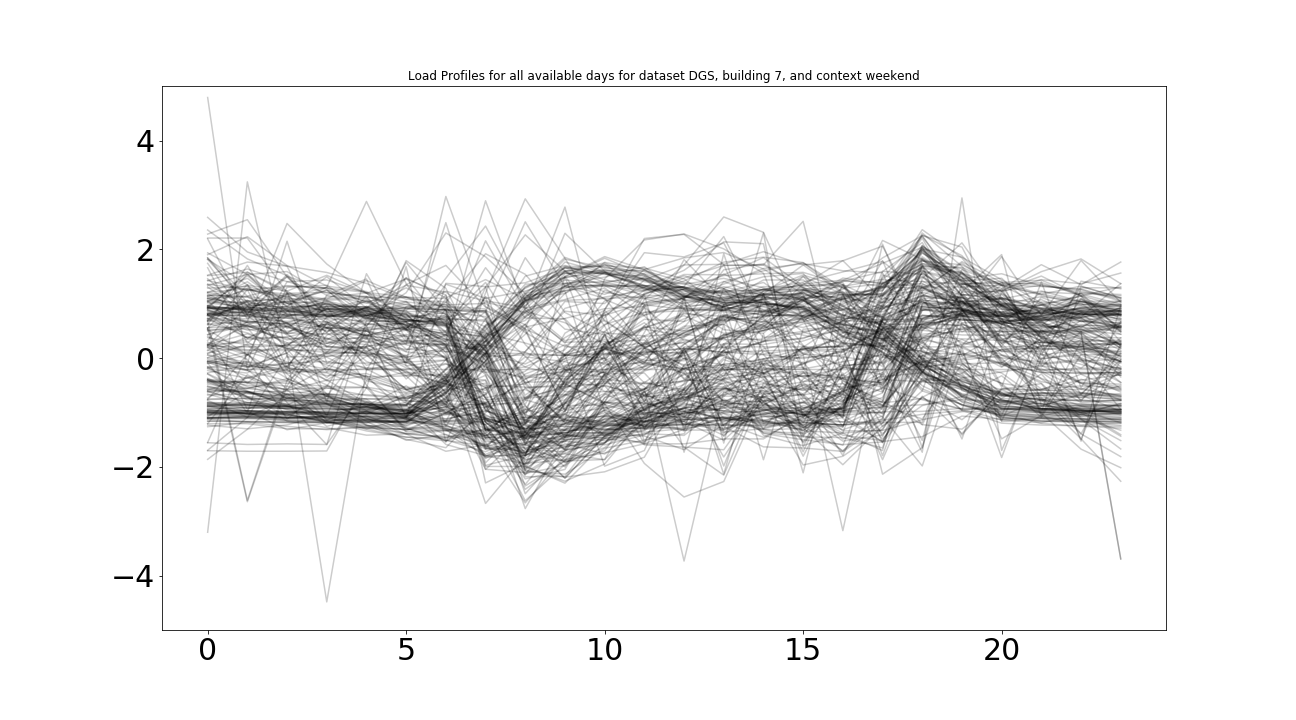 Load Profiles for all available days for dataset DGS, building 7, and context weekend
4
2
0
−2
−4
0 5 10 15 20